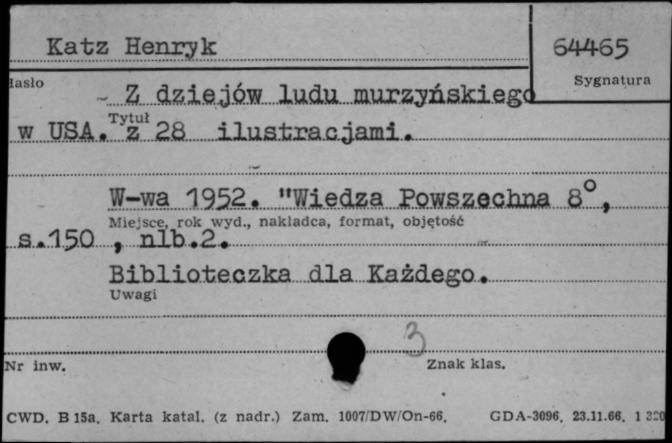 Katz Henryk
64465
Hasło
Sygnatura
Z dziejów ludu murzyńskiego
Tytuł
w USA. z 28 ilustracjami.
W-wa 1952. "Wiedza Powszechna 8°,
Miejsce, rok wyd., nakładca, format, objętość
s.150 , nlb.2.
Biblioteczka dla Każdego.
Uwagi
3
Nr inw.
Znak klas.
CWD. B 15a. Karta katal. (z nadr.) Zam. 1007/DW/On-66. GDA-3096. 23.11.66. 1 320